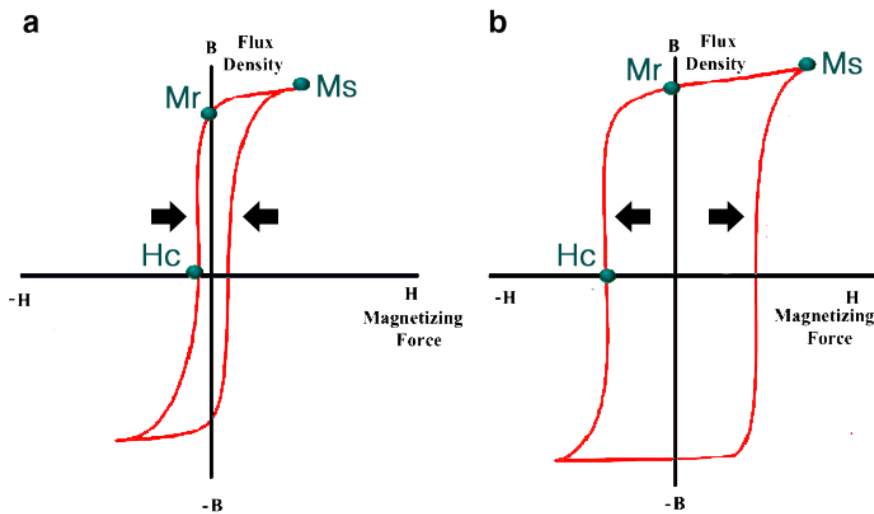 a
B Flux
Density
Mr
Ms
Hc
-H
H
Magnetizing
Force
-B
b
B Flux
Density
Mr
Ms
Hc
-H
H
Magnetizing
Force
-B